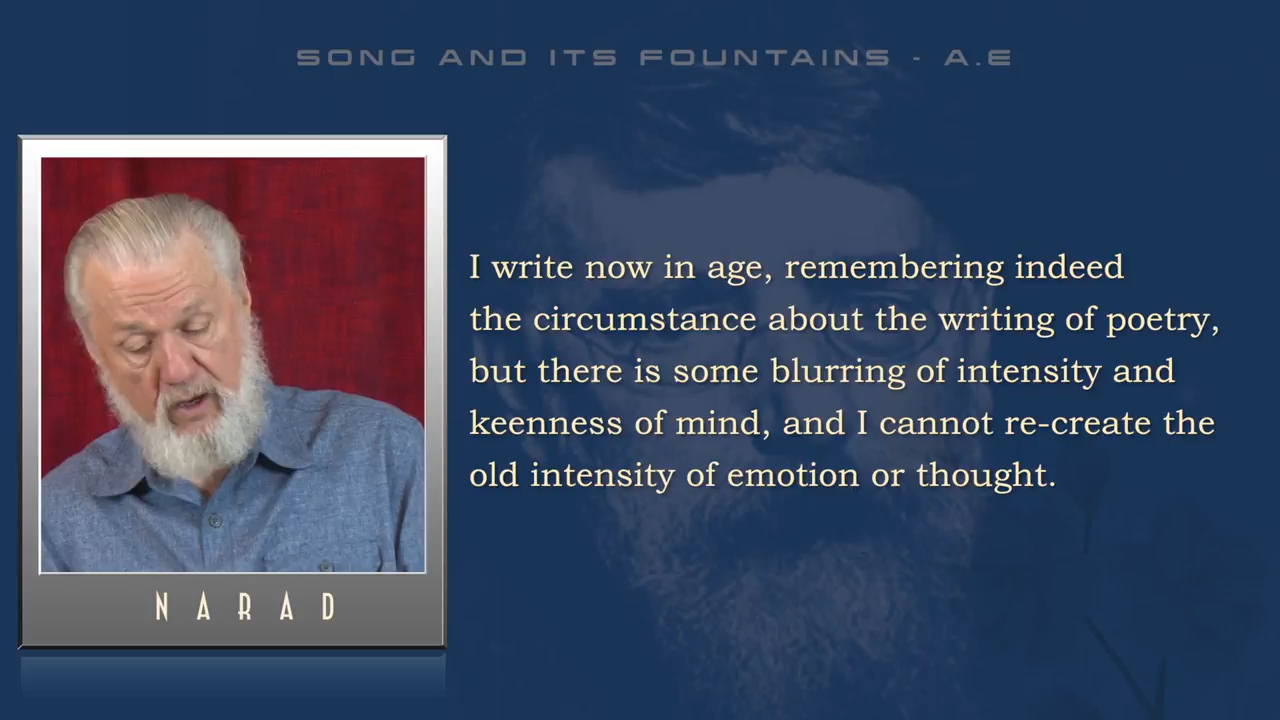 SONG AND ITS FOUNTAINS - A.E
I write now in age, remembering indeed
the circumstance about the writing of poetry,
but there is some blurring of intensity and
keenness of mind, and I cannot re-create the
old intensity of emotion or thought.
NARAD